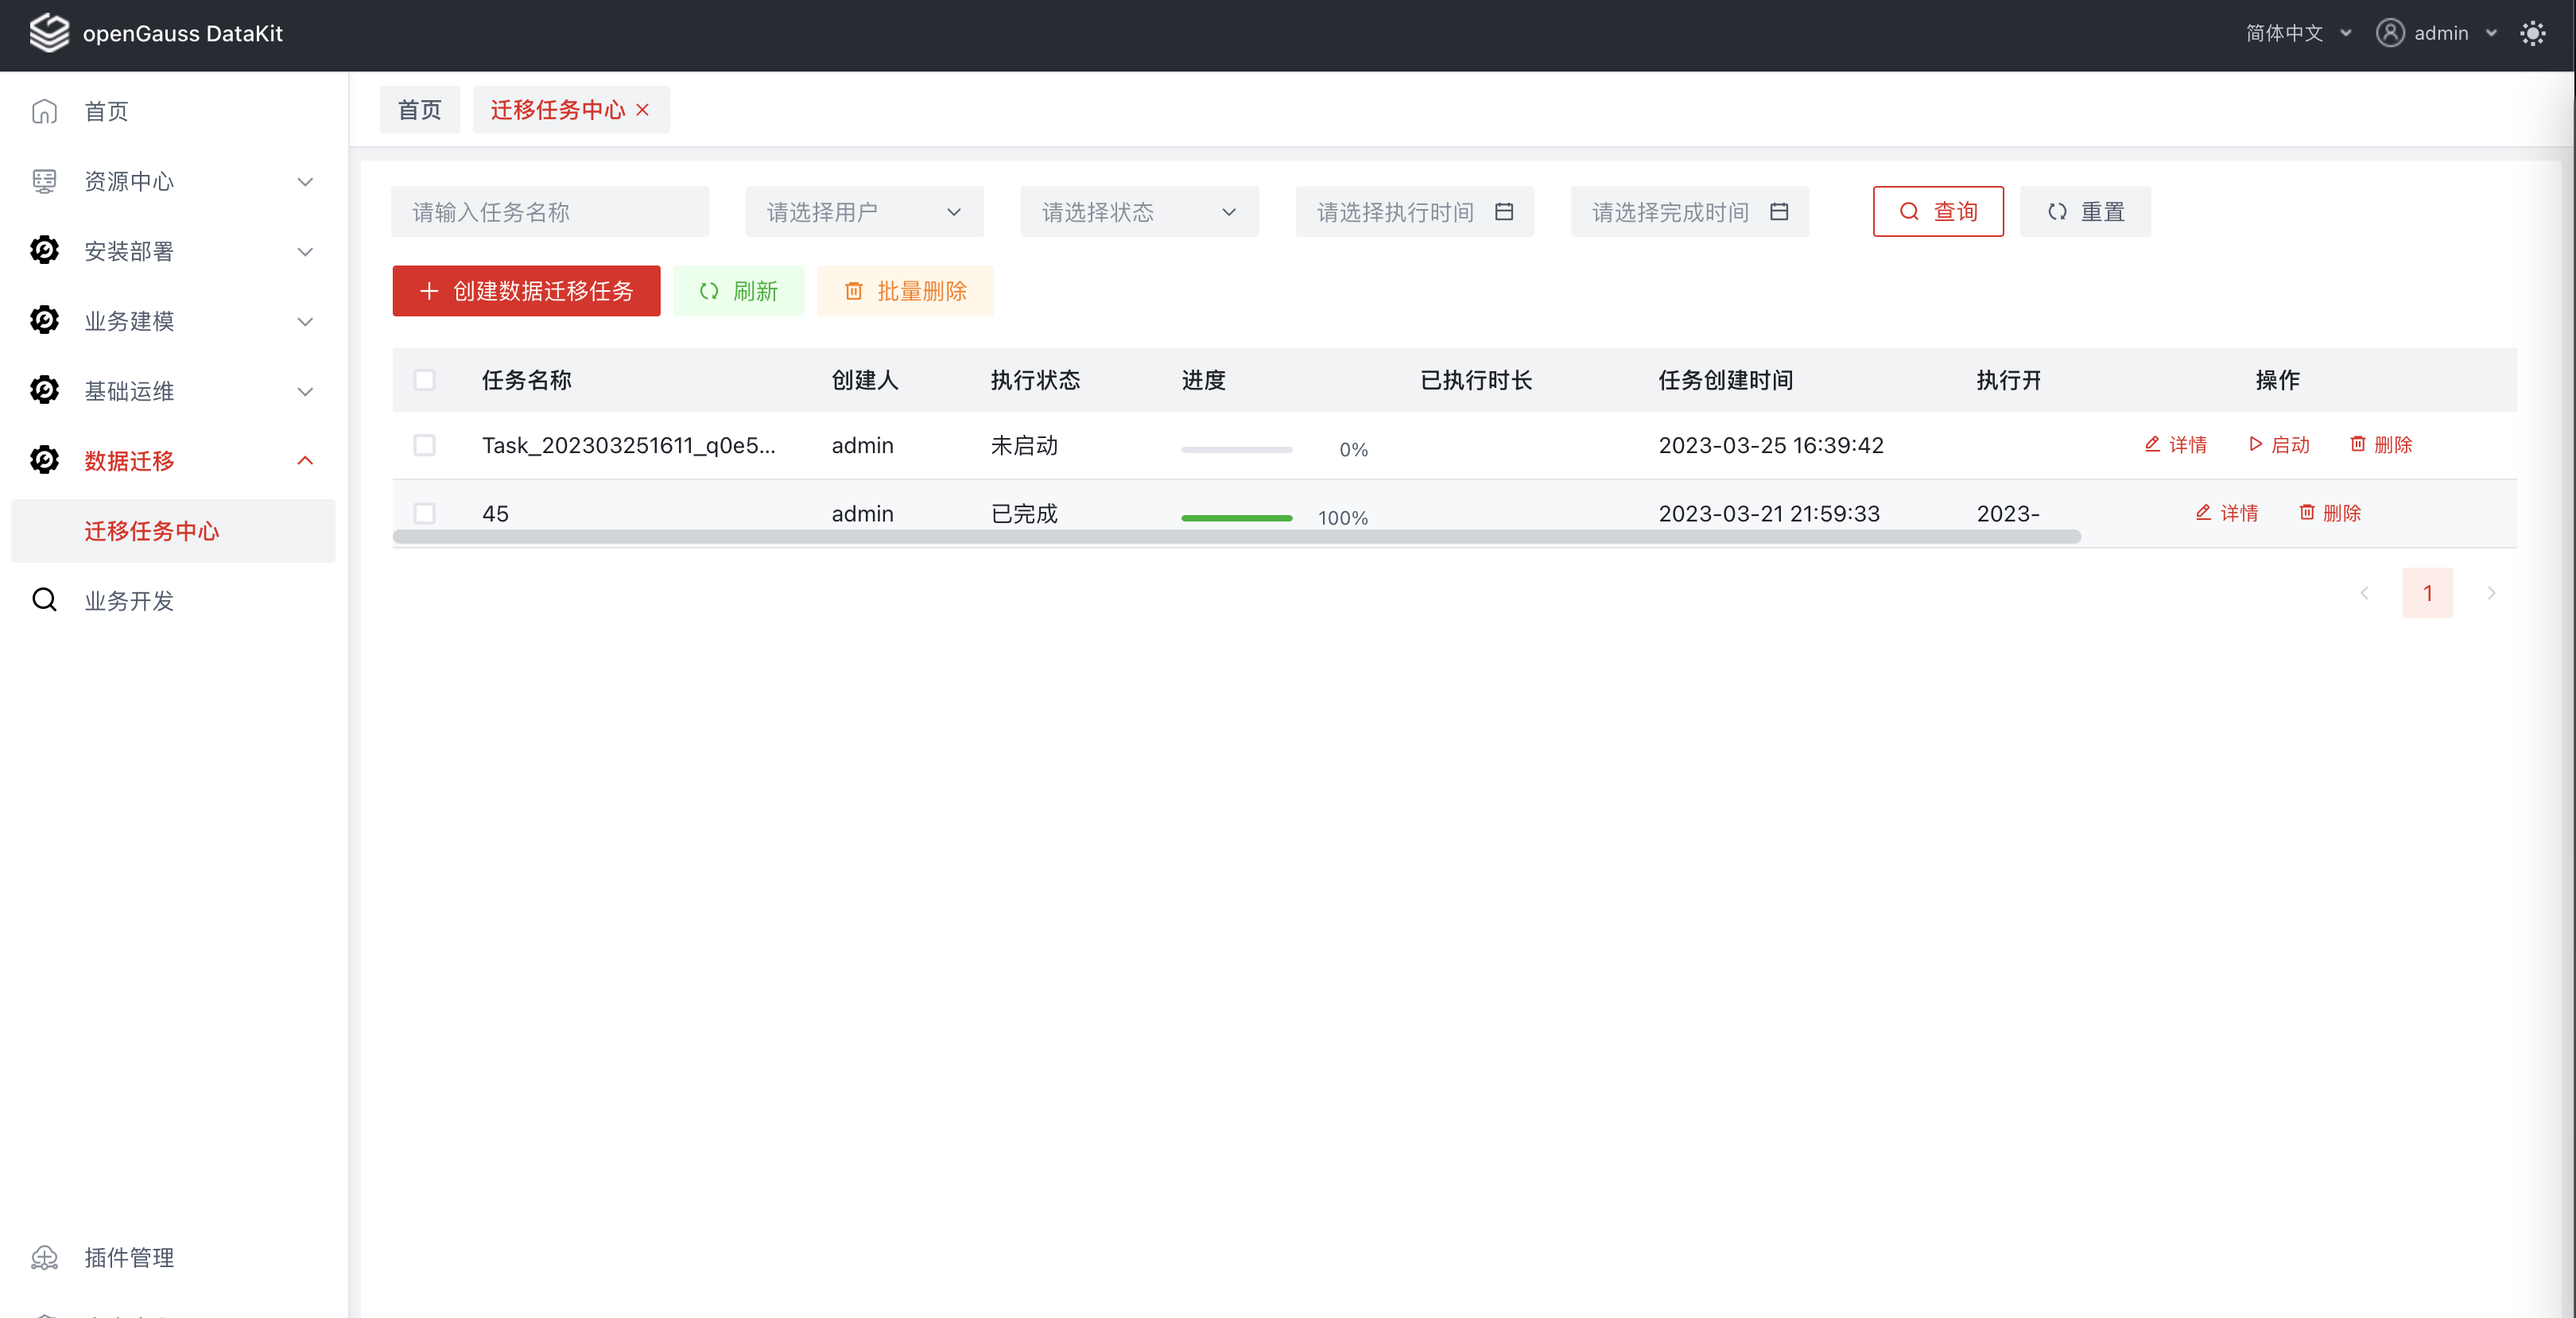 openGauss DataKit
简体中文
admin
首页
资源中心
安装部署
业务建模
基础运维
数据迁移
迁移任务中心
业务开发
插件管理
首页 迁移任务中心
请输入任务名称 请选择用户 请选择状态 请选择执行时间 请选择完成时间 查询 重置
创建数据迁移任务 刷新 批量删除
任务名称 创建人 执行状态 进度 已执行时长 任务创建时间 执行开 操作
Task_202303251611_q0e5... admin 未启动 0% 2023-03-25 16:39:42 详情 启动 删除
45 admin 已完成 100% 2023-03-21 21:59:33 2023- 详情 删除
1